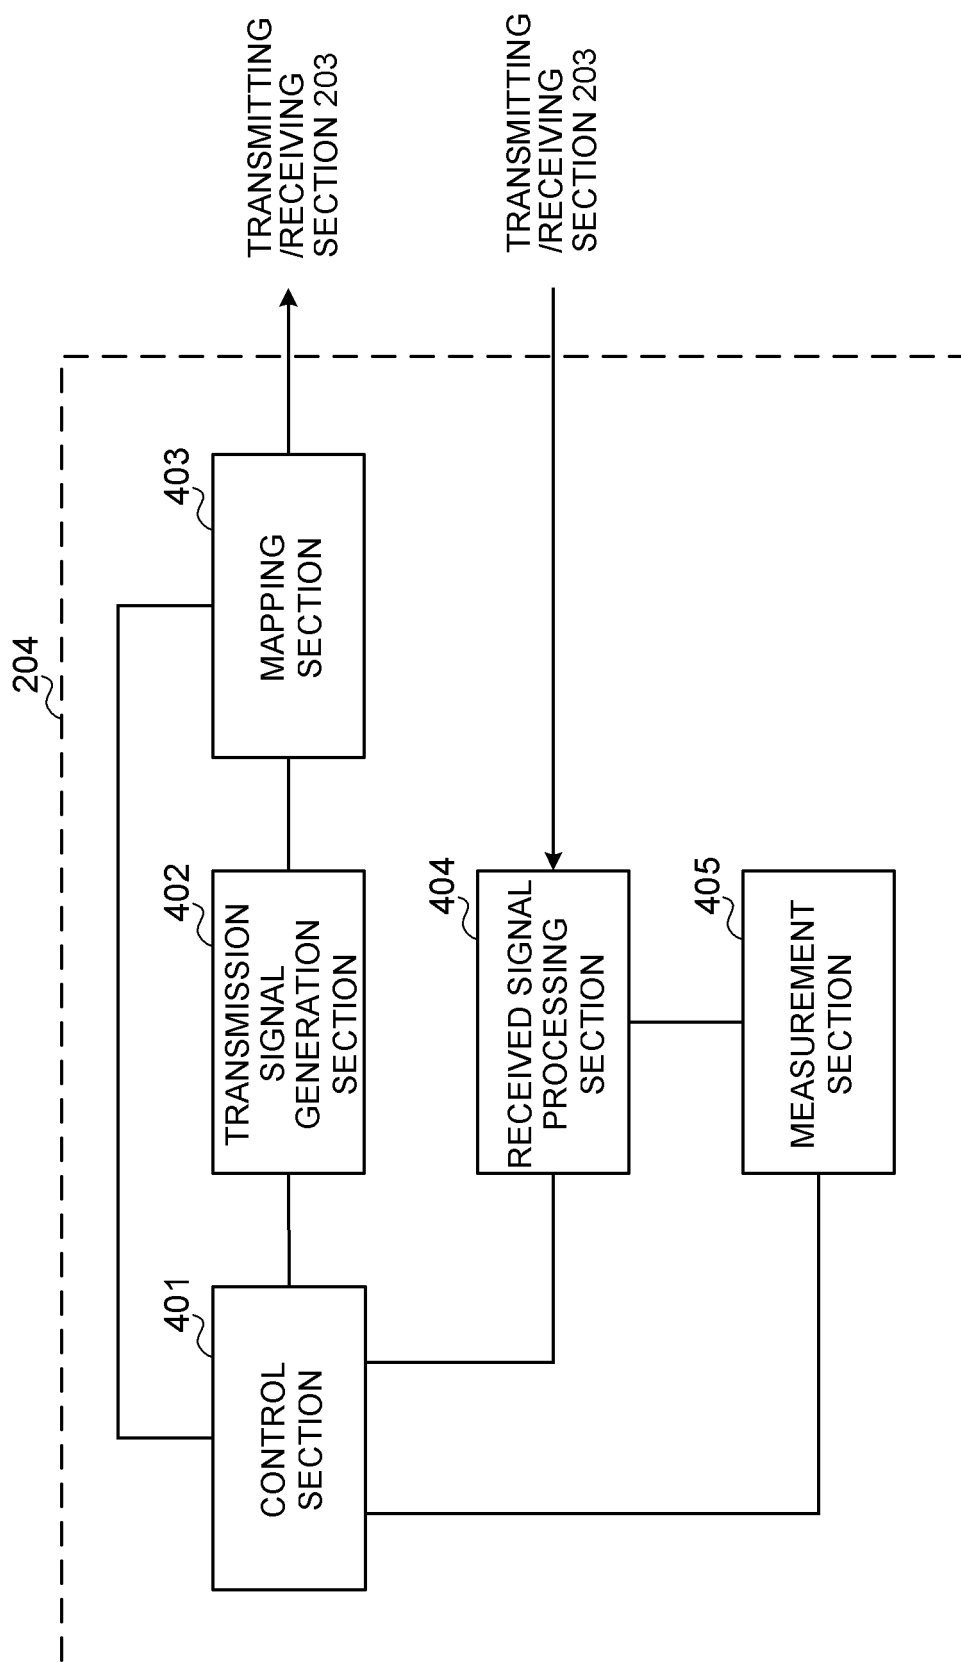 204
401
CONTROL
SECTION
402
TRANSMISSION
SIGNAL
GENERATION
SECTION
403
MAPPING
SECTION
TRANSMITTING
/RECEIVING
SECTION 203
404
RECEIVED SIGNAL
PROCESSING
SECTION
TRANSMITTING
/RECEIVING
SECTION 203
405
MEASUREMENT
SECTION